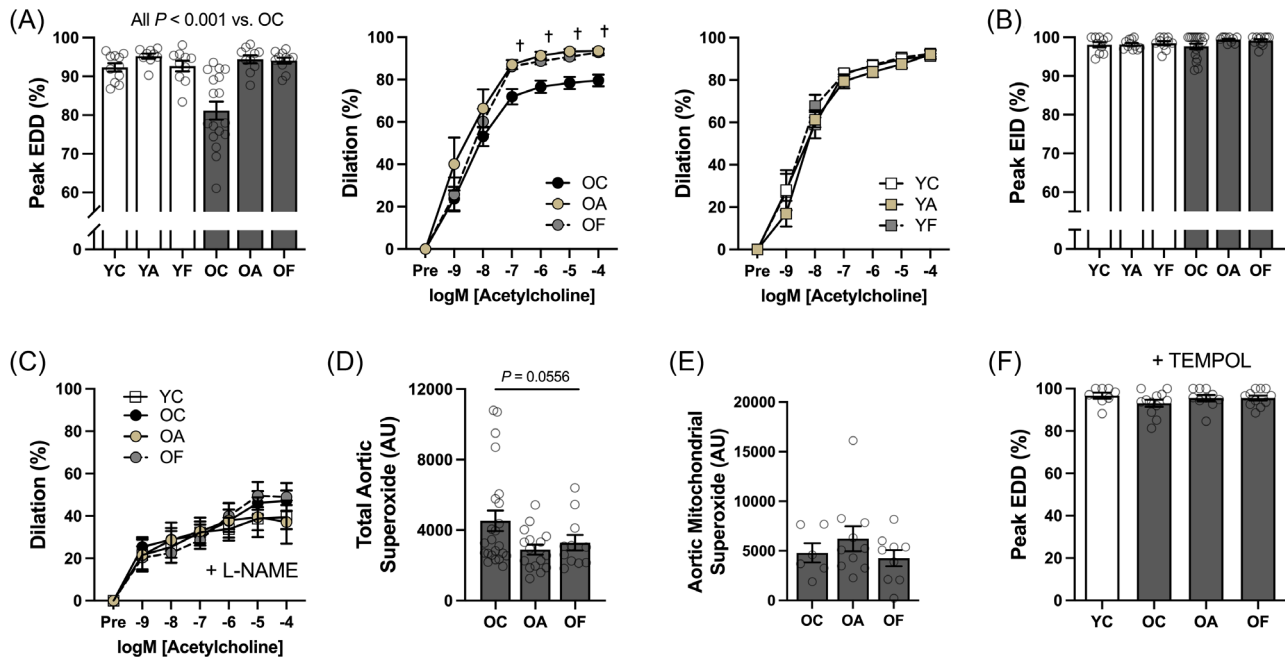 (A)
All P < 0.001 vs. OC
Peak EDD (%)
100
90
80
70
60
0
YC YA YF OC OA OF
Dilation (%)
100
80
60
40
20
0
† † † †
OC
OA
OF
Pre -9 -8 -7 -6 -5 -4
logM [Acetylcholine]
Dilation (%)
100
80
60
40
20
0
YC
YA
YF
Pre -9 -8 -7 -6 -5 -4
logM [Acetylcholine]
(B)
Peak EID (%)
100
90
80
70
60
0
YC YA YF OC OA OF
(C)
Dilation (%)
100
80
60
40
20
0
YC
OC
OA
OF
+ L-NAME
Pre -9 -8 -7 -6 -5 -4
logM [Acetylcholine]
(D)
P = 0.0556
Total Aortic
Superoxide (AU)
12000
8000
4000
0
OC OA OF
(E)
Aortic Mitochondrial
Superoxide (AU)
20000
15000
10000
5000
0
OC OA OF
(F)
+ TEMPOL
Peak EDD (%)
100
90
80
70
60
0
YC OC OA OF